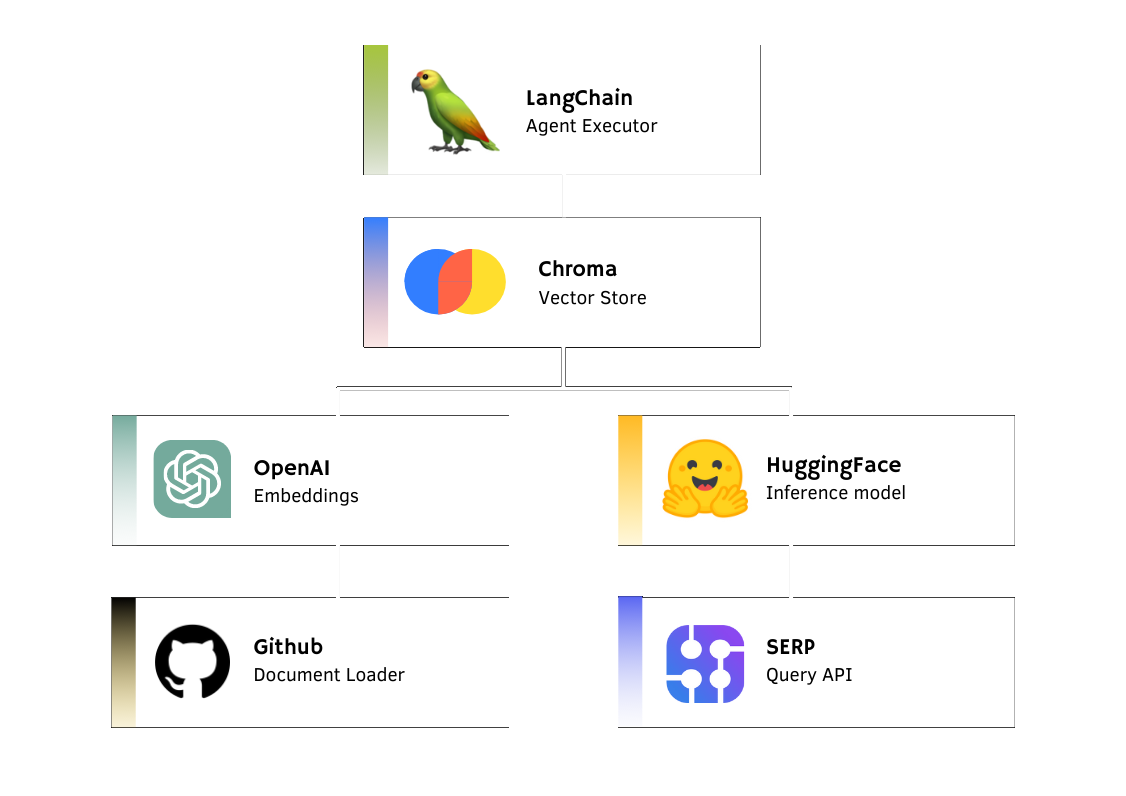 LangChain
Agent Executor
Chroma
Vector Store
OpenAI
Embeddings
HuggingFace
Inference model
Github
Document Loader
SERP
Query API